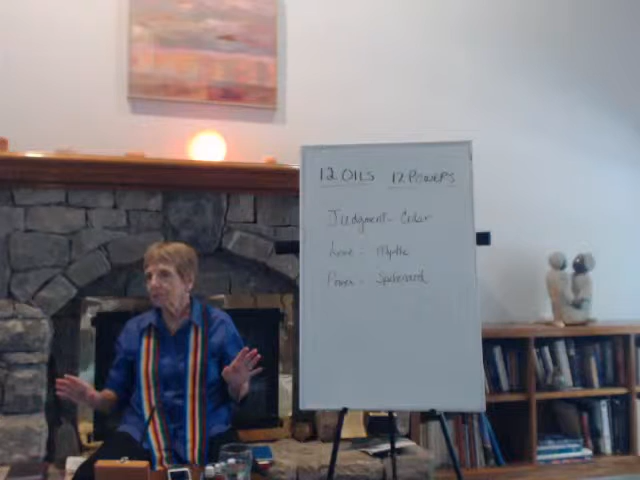 12 OILS 12 POWERS
Judgment - Cedar
Love - Myrtle
Power - Spikenard